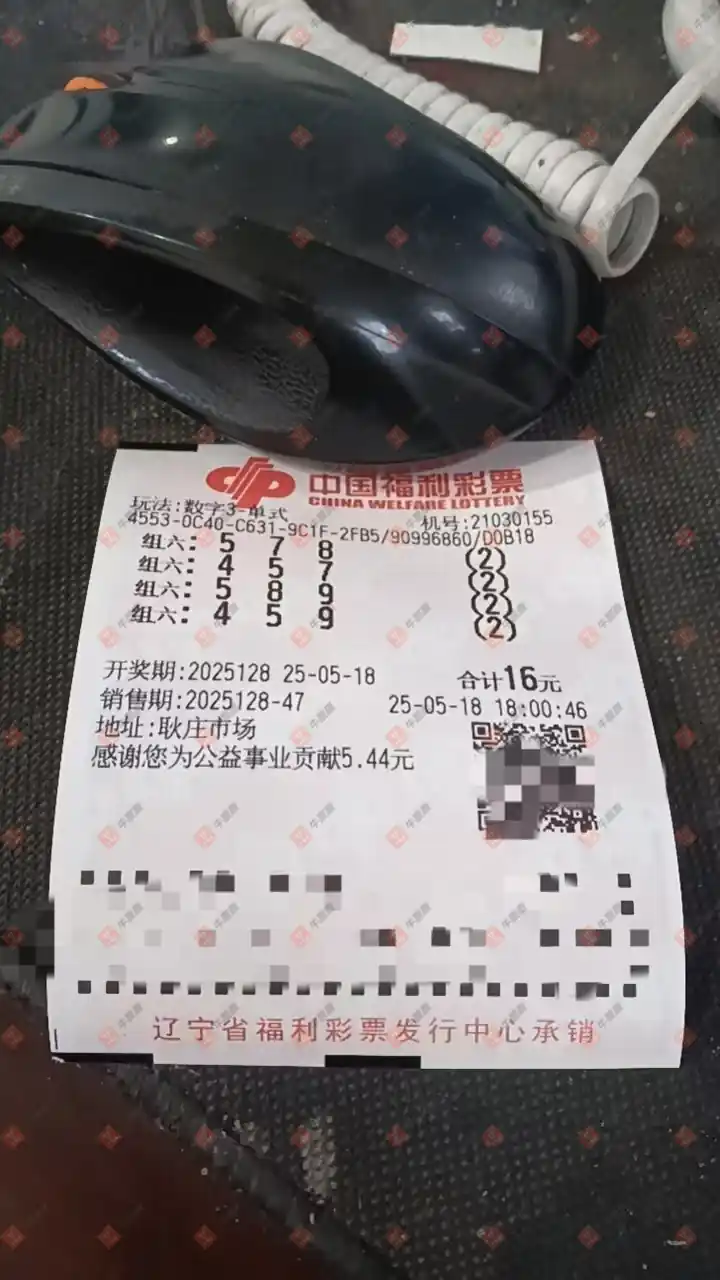 中国福利彩票
CHINA WELFARE LOTTERY
玩法:数字3-单式
机号:21030155
4553-0C40-C631-9C1F-2FB5/90996860/D0B18
组六: 5 7 8 (2)
组六: 4 5 7 (2)
组六: 5 8 9 (2)
组六: 4 5 9 (2)
开奖期:2025128 25-05-18 合计16元
销售期:2025128-47 25-05-18 18:00:46
地址:耿庄市场
感谢您为公益事业贡献5.44元
辽宁省福利彩票发行中心承销